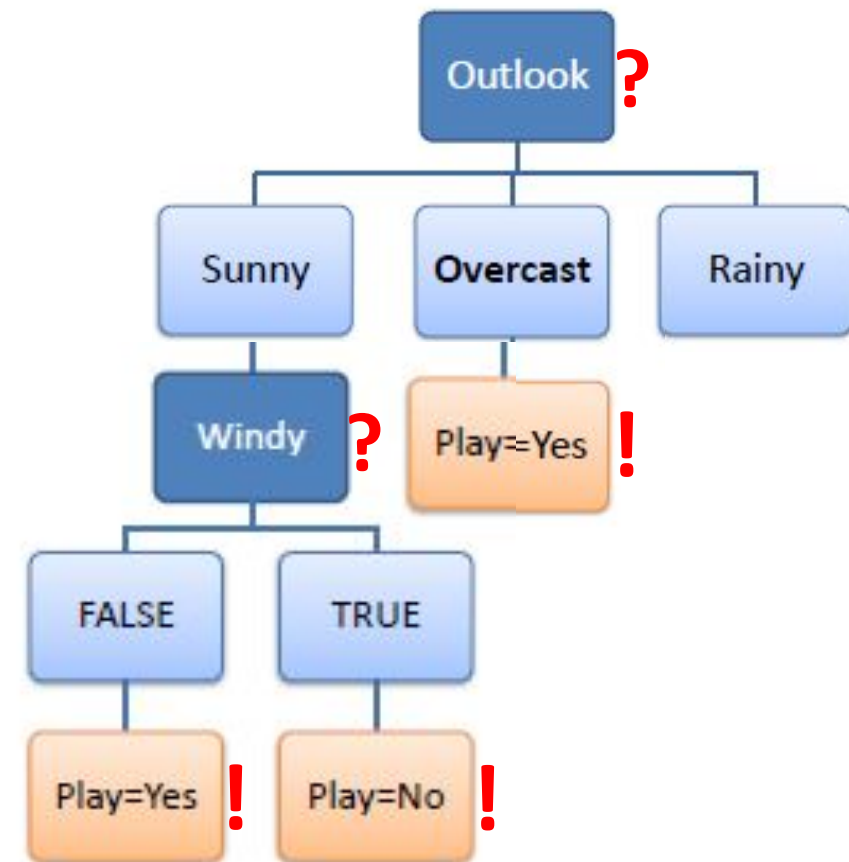 Outlook ?
Sunny
Overcast
Rainy
Windy ?
Play=Yes !
FALSE
TRUE
Play=Yes !
Play=No !